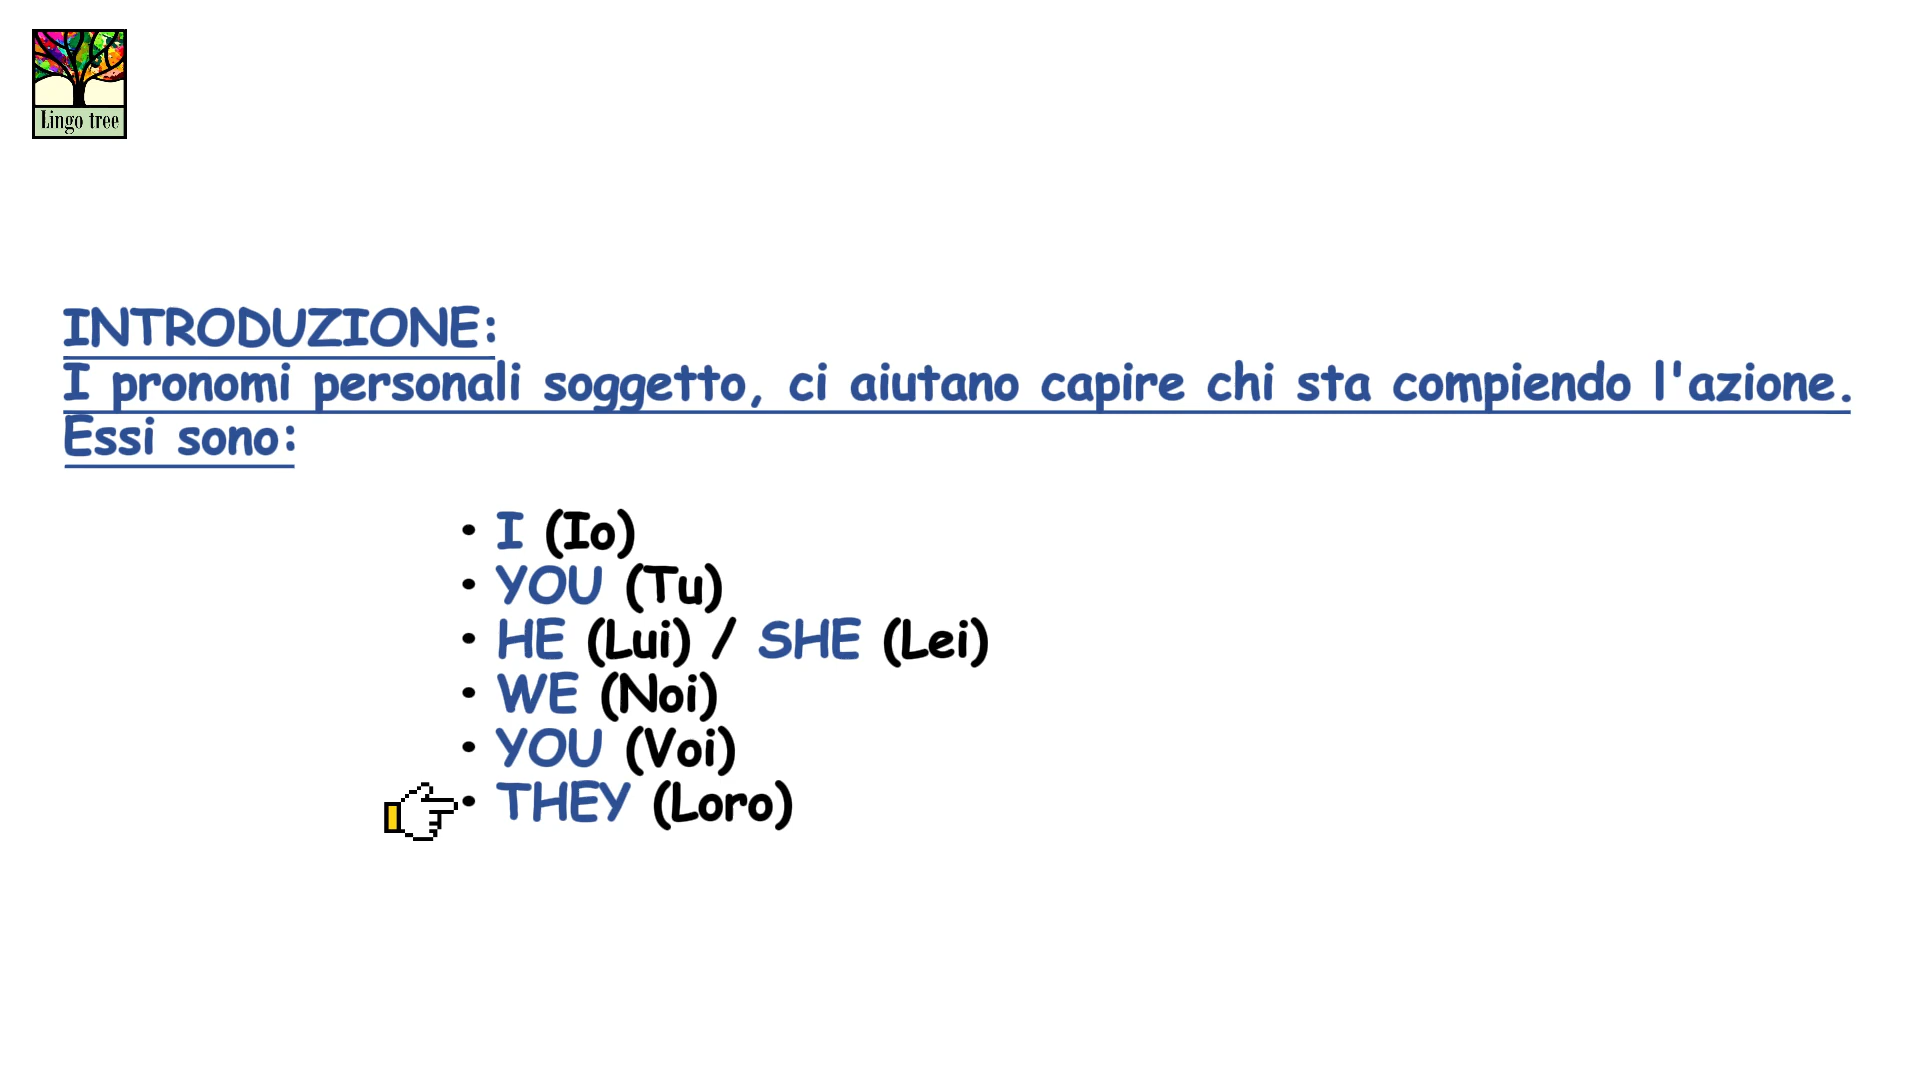 Lingo tree
INTRODUZIONE:
I pronomi personali soggetto, ci aiutano capire chi sta compiendo l'azione.
Essi sono:
• I (Io)
• YOU (Tu)
• HE (Lui) / SHE (Lei)
• WE (Noi)
• YOU (Voi)
• THEY (Loro)